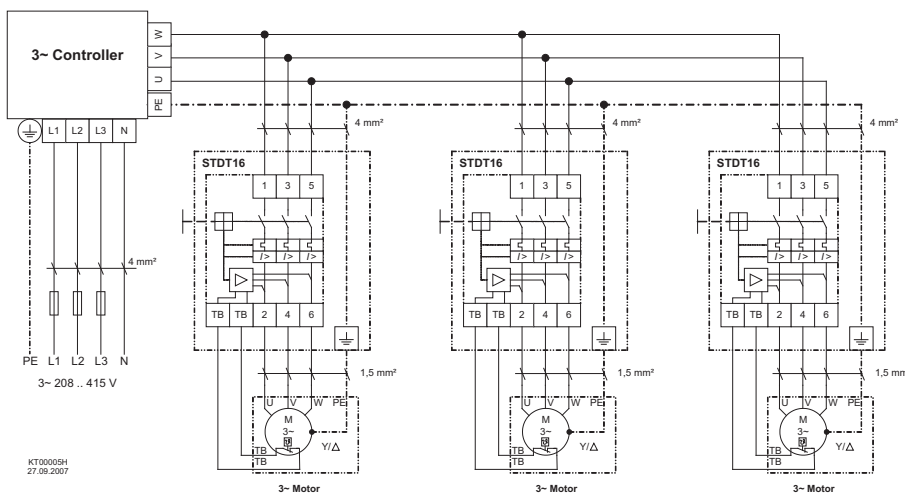 3~ Controller
W
V
U
PE
L1 L2 L3 N
4 mm²
4 mm²
4 mm²
4 mm²
STDT16
STDT16
STDT16
1 3 5
1 3 5
1 3 5
I> I> I>
I> I> I>
I> I> I>
TB TB 2 4 6
TB TB 2 4 6
TB TB 2 4 6
PE L1 L2 L3 N
3~ 208 .. 415 V
1,5 mm²
1,5 mm²
1,5 mm
U V W PE
U V W PE
U V W PE
M
3~
M
3~
M
3~
Y/△
Y/△
Y/△
TB
TB
TB
TB
TB
TB
KT00005H
27.09.2007
3~ Motor
3~ Motor
3~ Motor